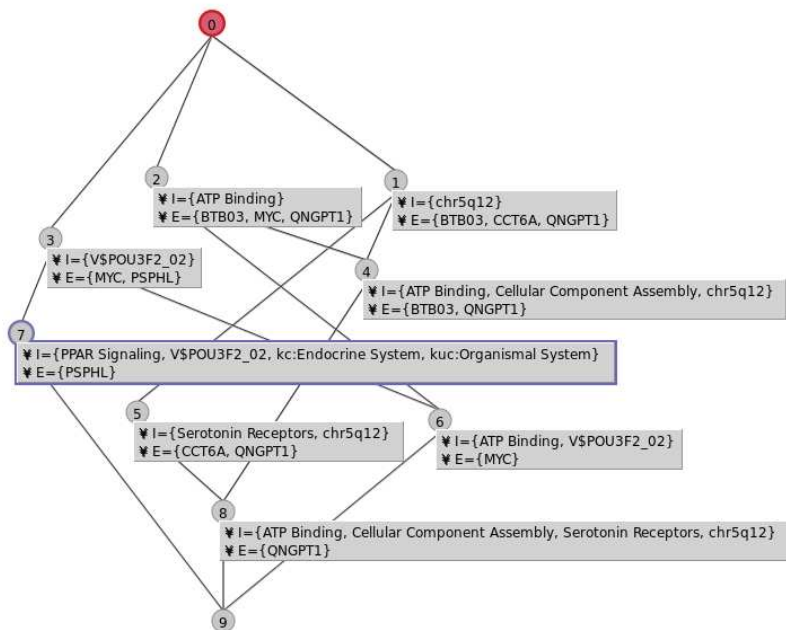 0
2
¥ I={ATP Binding}
¥ E={BTB03, MYC, QNGPT1}
1
¥ I={chr5q12}
¥ E={BTB03, CCT6A, QNGPT1}
3
¥ I={V$POU3F2_02}
¥ E={MYC, PSPHL}
4
¥ I={ATP Binding, Cellular Component Assembly, chr5q12}
¥ E={BTB03, QNGPT1}
7
¥ I={PPAR Signaling, V$POU3F2_02, kc:Endocrine System, kuc:Organismal System}
¥ E={PSPHL}
5
¥ I={Serotonin Receptors, chr5q12}
¥ E={CCT6A, QNGPT1}
6
¥ I={ATP Binding, V$POU3F2_02}
¥ E={MYC}
8
¥ I={ATP Binding, Cellular Component Assembly, Serotonin Receptors, chr5q12}
¥ E={QNGPT1}
9